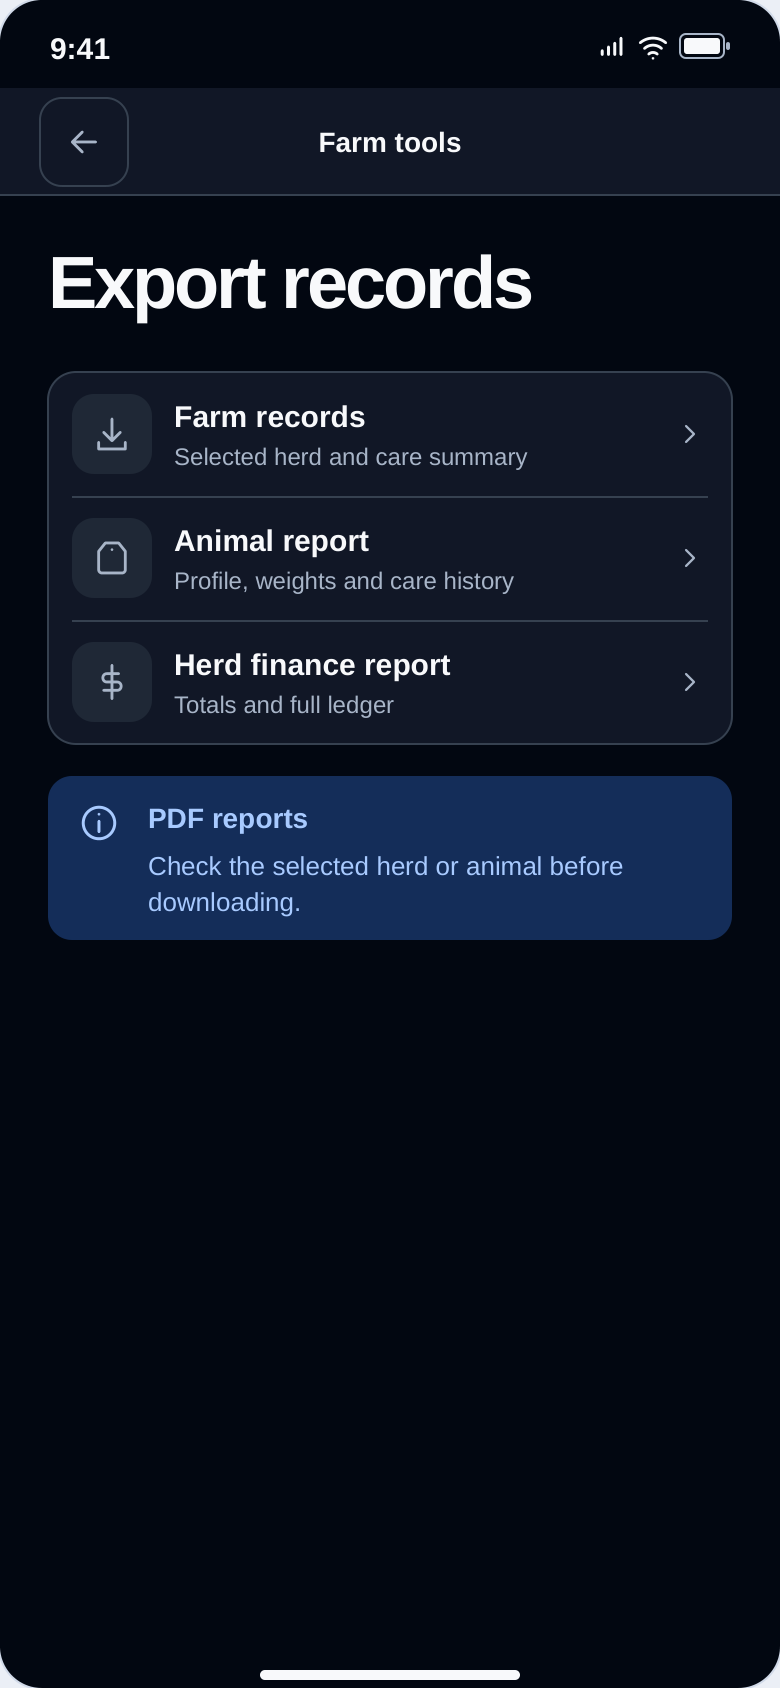 9:41
Farm tools
Export records
Farm records
Selected herd and care summary
Animal report
Profile, weights and care history
Herd finance report
Totals and full ledger
PDF reports
Check the selected herd or animal before
downloading.